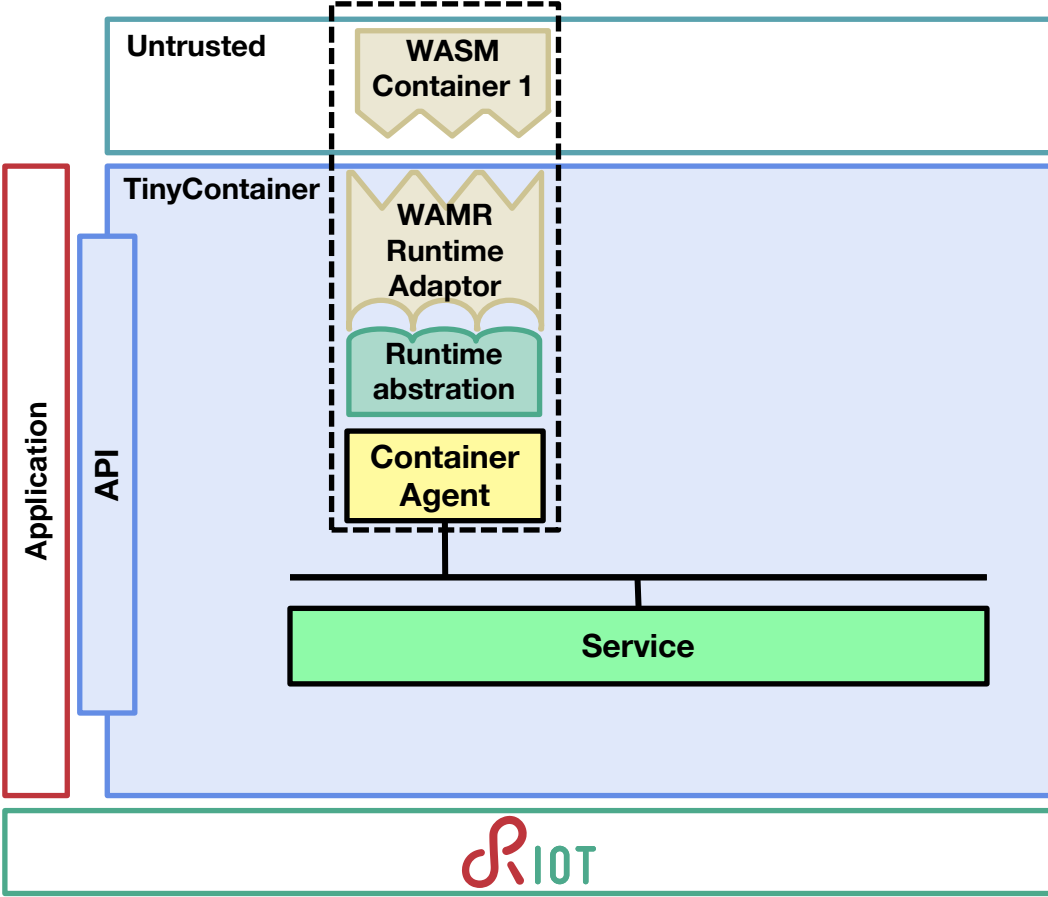 Untrusted
WASM
Container 1
TinyContainer
WAMR
Runtime
Adaptor
Runtime
abstration
Container
Agent
Application
API
Service
RIOT